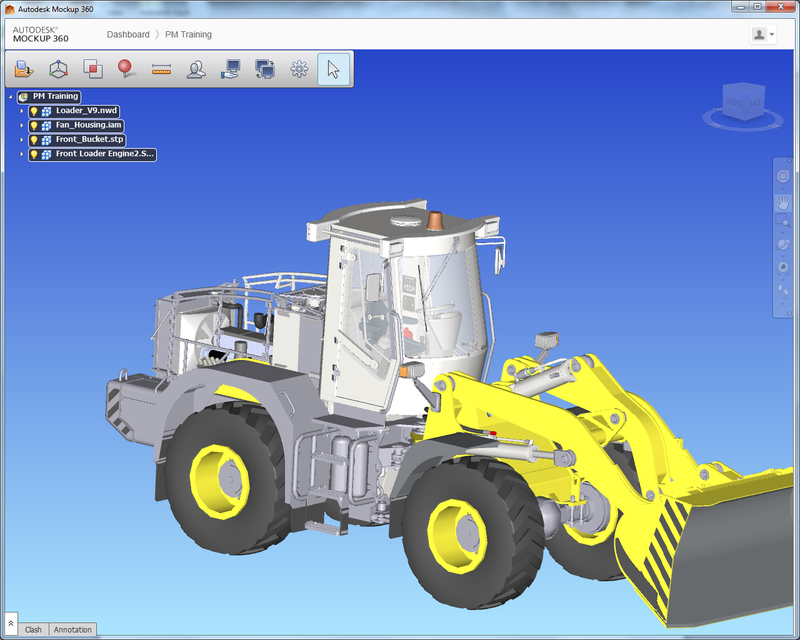 Autodesk Mockup 360
AUTODESK®
MOCKUP 360
Dashboard
PM Training
PM Training
Loader_V9.nwd
Fan_Housing.iam
Front_Bucket.stp
Front Loader Engine2.S...
Clash
Annotation